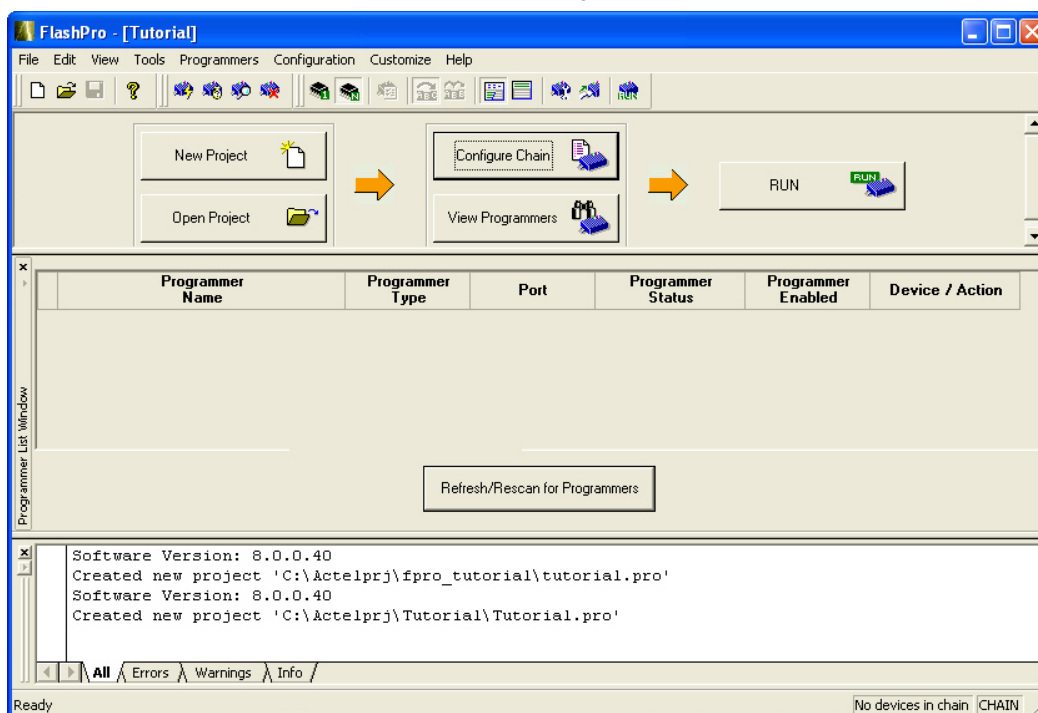 FlashPro - [Tutorial]
File Edit View Tools Programmers Configuration Customize Help
New Project
Configure Chain
RUN
RUN
Open Project
View Programmers
Programmer Name
Programmer Type
Port
Programmer Status
Programmer Enabled
Device / Action
Programmer List Window
Refresh/Rescan for Programmers
Software Version: 8.0.0.40
Created new project 'C:\Actelprj\fpro_tutorial\tutorial.pro'
Software Version: 8.0.0.40
Created new project 'C:\Actelprj\Tutorial\Tutorial.pro'
All Errors Warnings Info
Ready
No devices in chain CHAIN